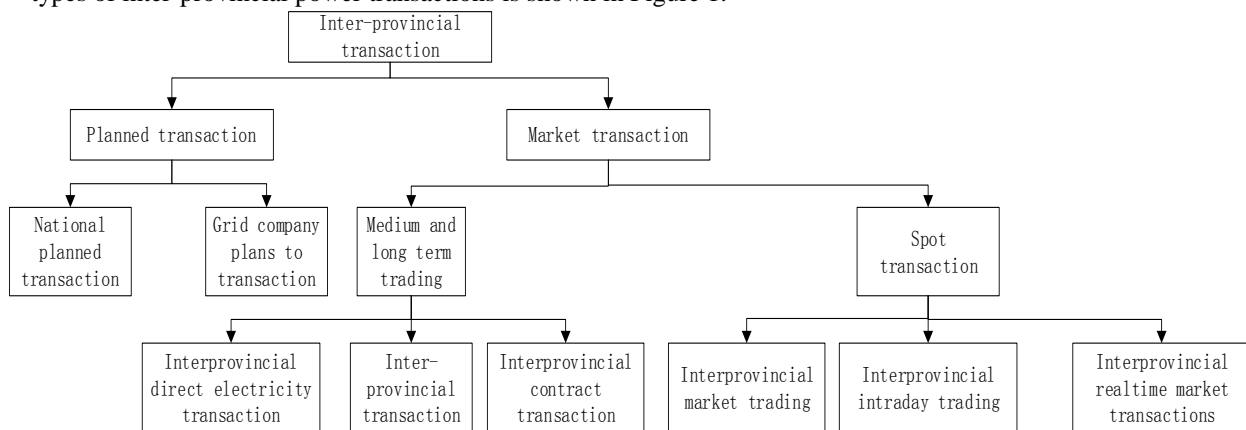 types of inter-provincial power transactions is shown in Figure 1.
Inter-provincial
transaction
Planned transaction
Market transaction
National
planned
transaction
Grid company
plans to
transaction
Medium and
long term
trading
Spot
transaction
Interprovincial
direct electricity
transaction
Inter-
provincial
transaction
Interprovincial
contract
transaction
Interprovincial
market trading
Interprovincial
intraday trading
Interprovincial
realtime market
transactions